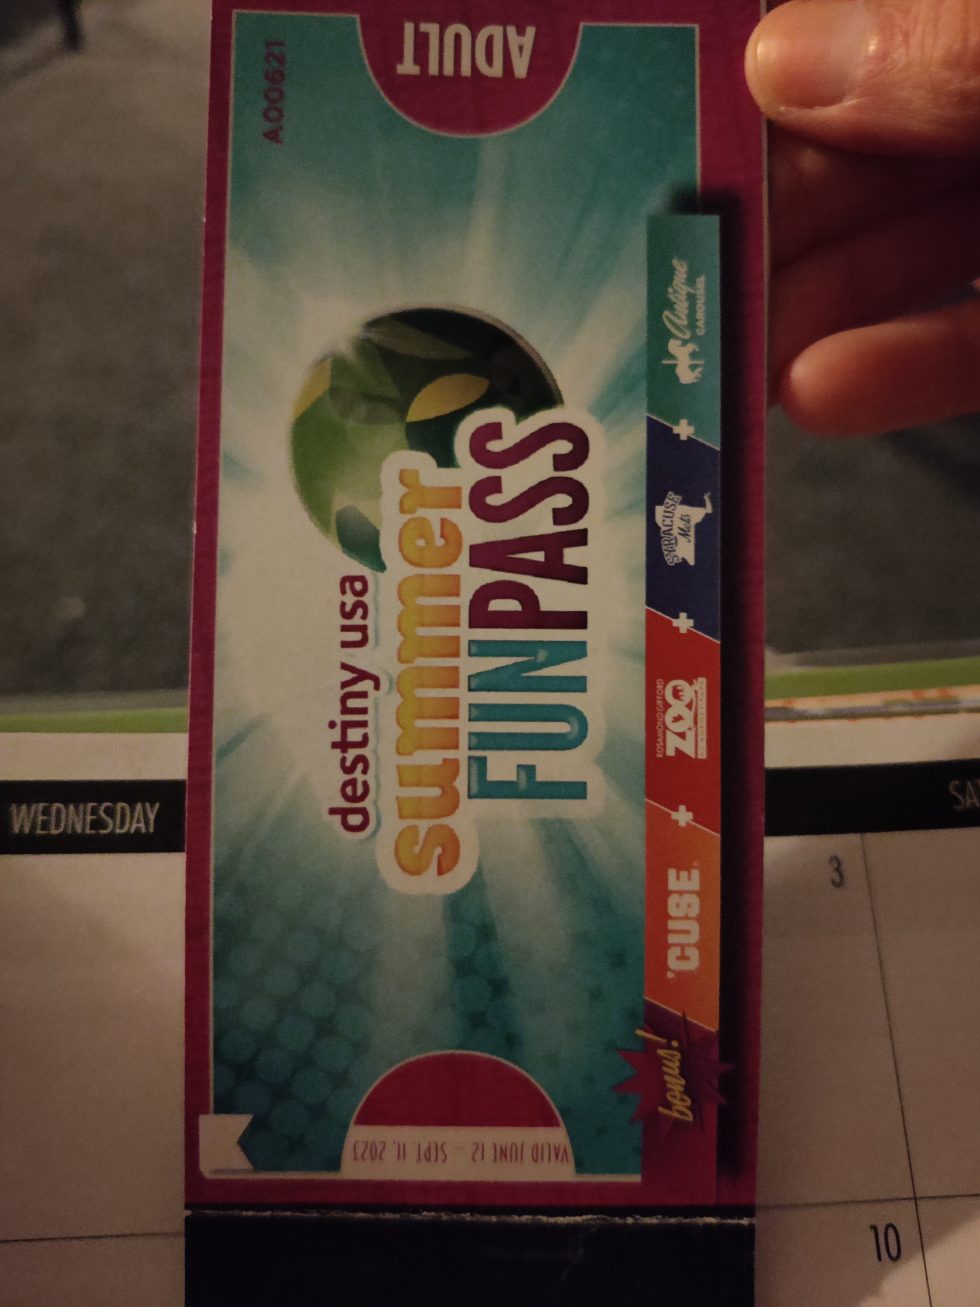 ADULT
A00621
destiny usa
summer
FUNPASS
VALID JUNE 12 – SEPT. 11, 2023
bonus!
'CUSE
+
ROSAMOND GIFFORD
ZOO
+
SYRACUSE
Mets
+
Antique
CAROUSEL
WEDNESDAY
3
10